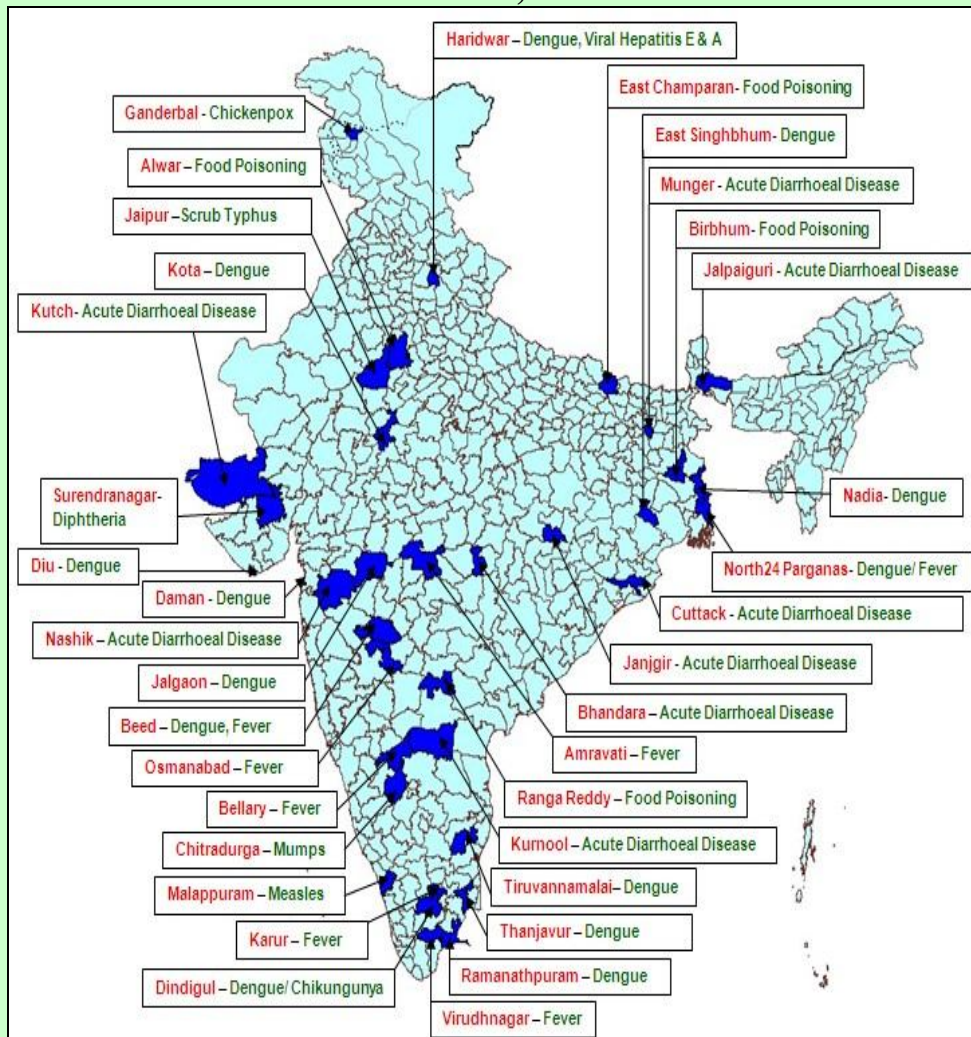 Haridwar – Dengue, Viral Hepatitis E & A
East Champaran- Food Poisoning
Ganderbal - Chickenpox
East Singhbhum- Dengue
Alwar – Food Poisoning
Munger - Acute Diarrhoeal Disease
Jaipur – Scrub Typhus
Birbhum- Food Poisoning
Kota – Dengue
Jalpaiguri - Acute Diarrhoeal Disease
Kutch- Acute Diarrhoeal Disease
Surendranagar-
Diphtheria
Nadia- Dengue
Diu - Dengue
North24 Parganas- Dengue/ Fever
Daman - Dengue
Cuttack - Acute Diarrhoeal Disease
Nashik – Acute Diarrhoeal Disease
Janjgir - Acute Diarrhoeal Disease
Jalgaon – Dengue
Bhandara – Acute Diarrhoeal Disease
Beed – Dengue, Fever
Amravati – Fever
Osmanabad – Fever
Ranga Reddy – Food Poisoning
Bellary – Fever
Kurnool – Acute Diarrhoeal Disease
Chitradurga – Mumps
Tiruvannamalai– Dengue
Malappuram – Measles
Thanjavur – Dengue
Karur – Fever
Ramanathpuram – Dengue
Dindigul – Dengue/ Chikungunya
Virudhnagar – Fever